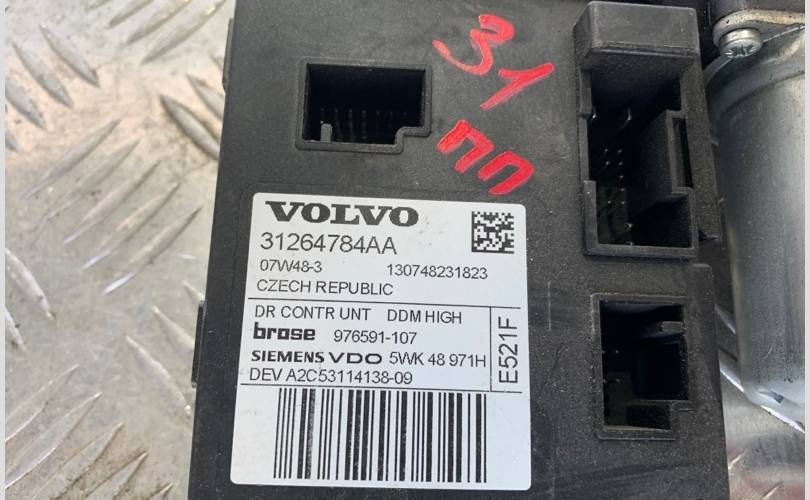 31
пп
VOLVO
31264784AA
07W48-3 130748231823
CZECH REPUBLIC
DR CONTR UNT DDM HIGH
brose 976591-107
SIEMENS VDO 5WK 48 971H
DEV A2C53114138-09
E521F